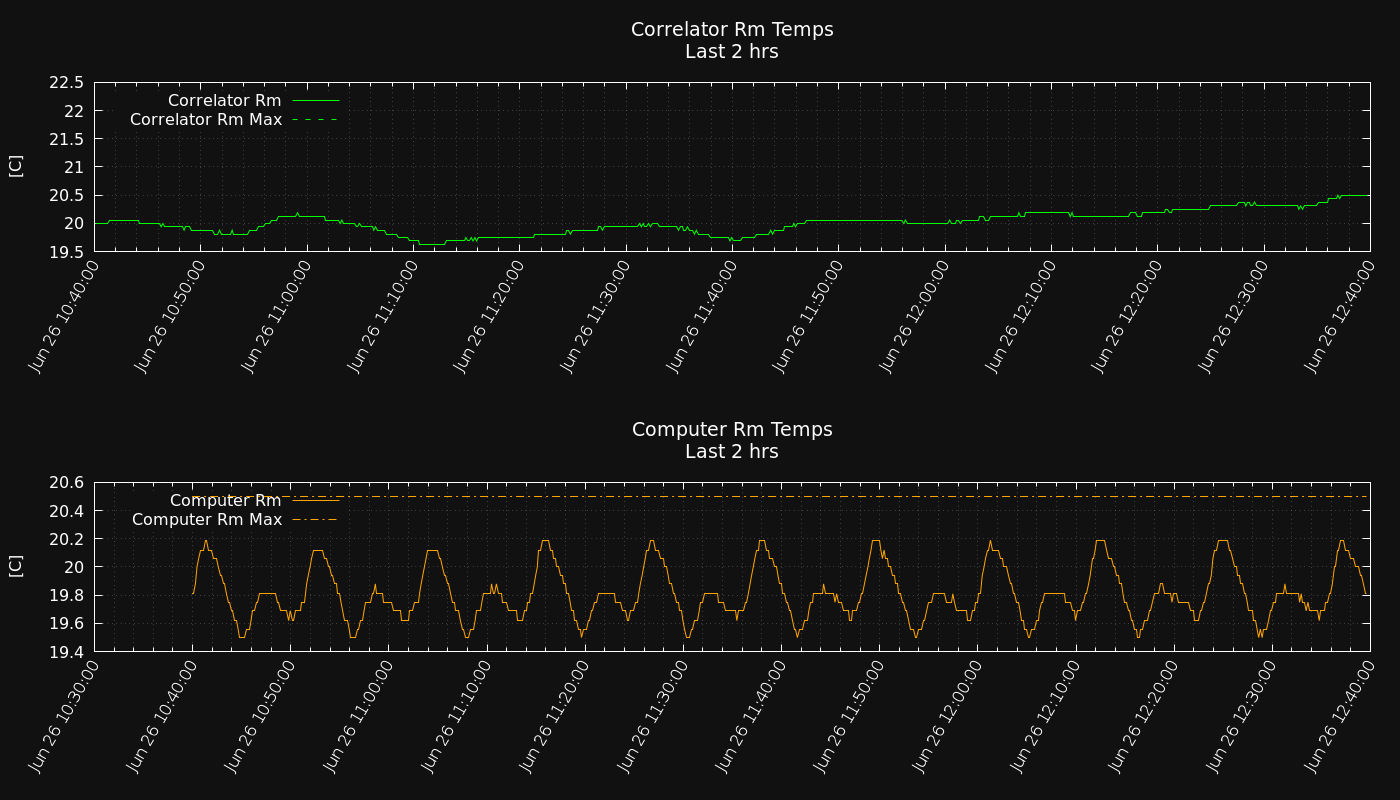 Correlator Rm Temps
Last 2 hrs
22.5
22
21.5
21
20.5
20
19.5
[C]
Correlator Rm
Correlator Rm Max
Jun 26 10:40:00
Jun 26 10:50:00
Jun 26 11:00:00
Jun 26 11:10:00
Jun 26 11:20:00
Jun 26 11:30:00
Jun 26 11:40:00
Jun 26 11:50:00
Jun 26 12:00:00
Jun 26 12:10:00
Jun 26 12:20:00
Jun 26 12:30:00
Jun 26 12:40:00
Computer Rm Temps
Last 2 hrs
20.6
20.4
20.2
20
19.8
19.6
19.4
[C]
Computer Rm
Computer Rm Max
Jun 26 10:30:00
Jun 26 10:40:00
Jun 26 10:50:00
Jun 26 11:00:00
Jun 26 11:10:00
Jun 26 11:20:00
Jun 26 11:30:00
Jun 26 11:40:00
Jun 26 11:50:00
Jun 26 12:00:00
Jun 26 12:10:00
Jun 26 12:20:00
Jun 26 12:30:00
Jun 26 12:40:00